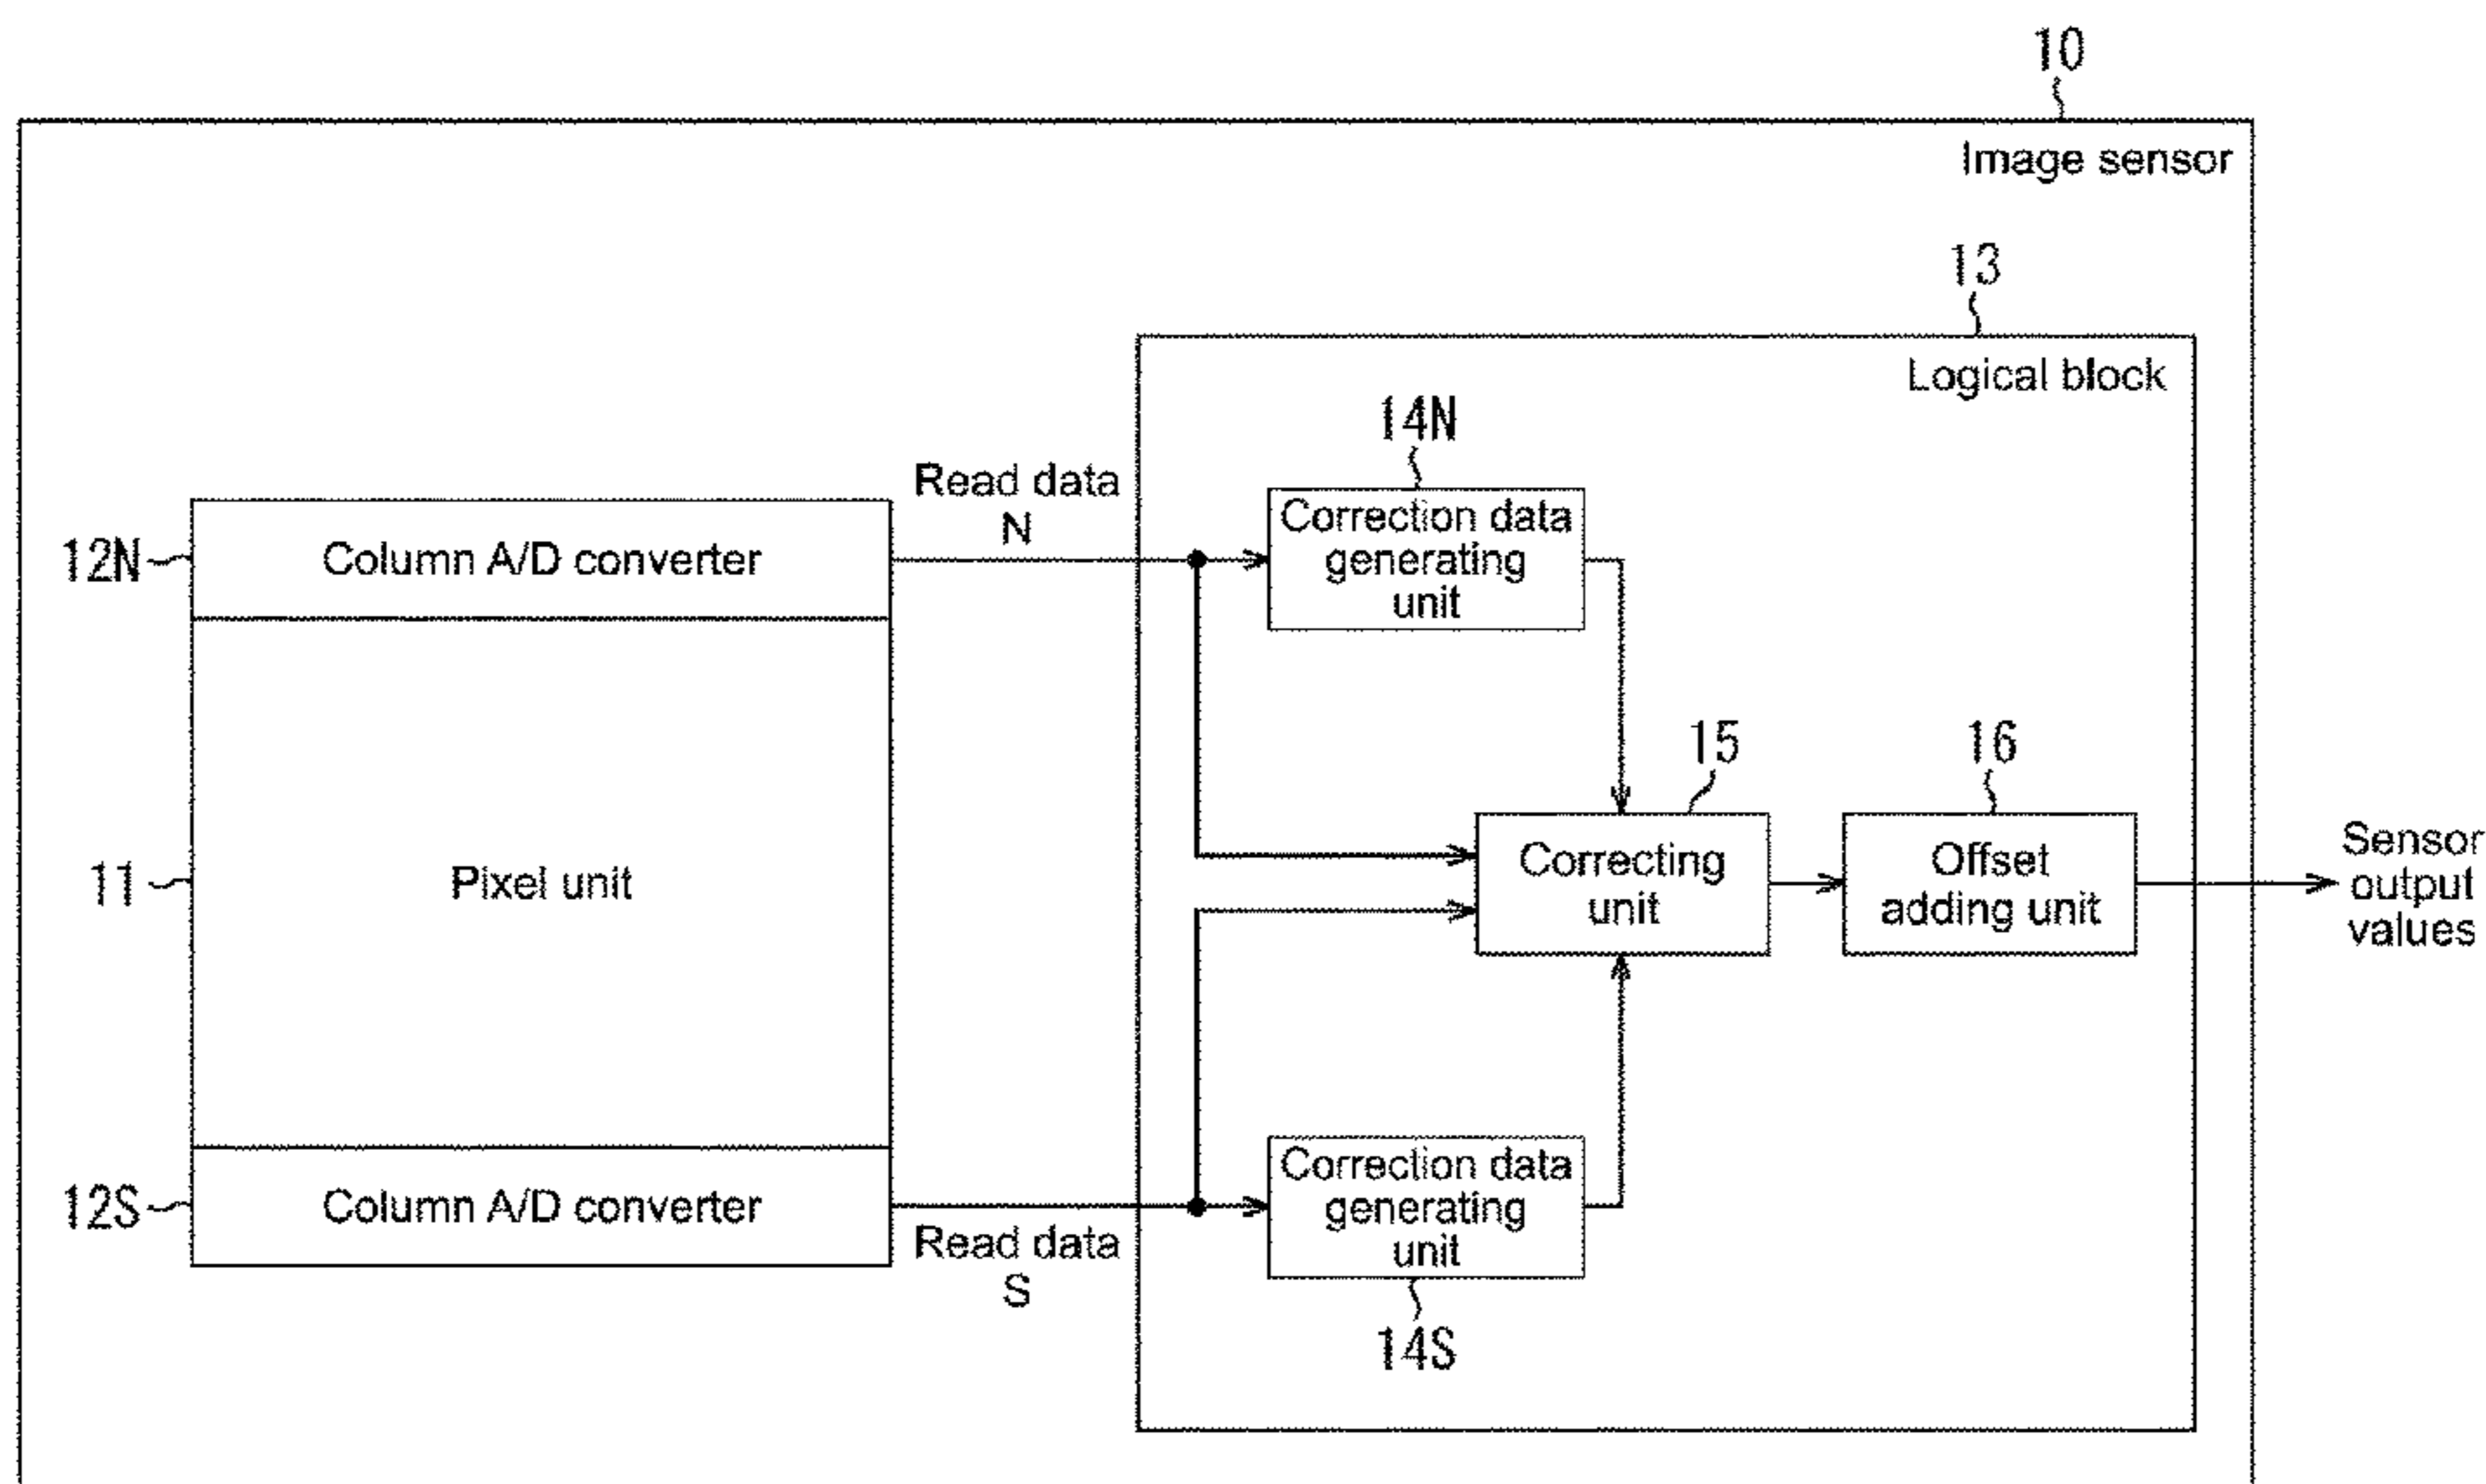 10
Image sensor
13
Logical block
14N
Read data
N
Correction data
generating
unit
12N
Column A/D converter
15
16
11
Pixel unit
Correcting
unit
Offset
adding unit
Sensor
output
values
12S
Column A/D converter
Read data
S
Correction data
generating
unit
14S